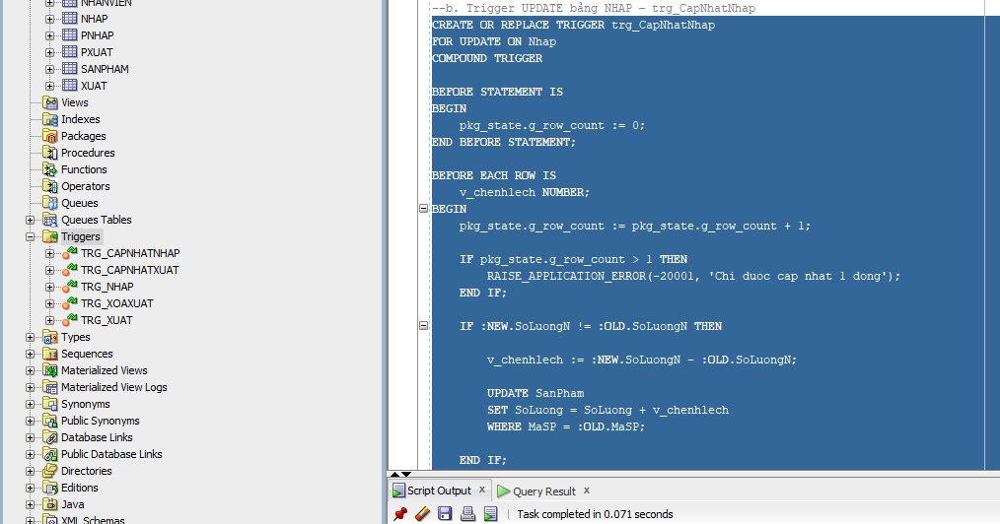 NHANVIEN
NHAP
PNHAP
PXUAT
SANPHAM
XUAT
Views
Indexes
Packages
Procedures
Functions
Operators
Queues
Queues Tables
Triggers
TRG_CAPNHATNHAP
TRG_CAPNHATXUAT
TRG_NHAP
TRG_XOAXUAT
TRG_XUAT
Types
Sequences
Materialized Views
Materialized View Logs
Synonyms
Public Synonyms
Database Links
Public Database Links
Directories
Editions
Java
XML Schemas
--b. Trigger UPDATE bảng NHAP – trg_CapNhatNhap
CREATE OR REPLACE TRIGGER trg_CapNhatNhap
FOR UPDATE ON Nhap
COMPOUND TRIGGER
BEFORE STATEMENT IS
BEGIN
pkg_state.g_row_count := 0;
END BEFORE STATEMENT;
BEFORE EACH ROW IS
v_chenhlech NUMBER;
BEGIN
pkg_state.g_row_count := pkg_state.g_row_count + 1;
IF pkg_state.g_row_count > 1 THEN
RAISE_APPLICATION_ERROR(-20001, 'Chi duoc cap nhat 1 dong');
END IF;
IF :NEW.SoLuongN != :OLD.SoLuongN THEN
v_chenhlech := :NEW.SoLuongN - :OLD.SoLuongN;
UPDATE SanPham
SET SoLuong = SoLuong + v_chenhlech
WHERE MaSP = :OLD.MaSP;
END IF;
Script Output x
Query Result x
Task completed in 0.071 seconds